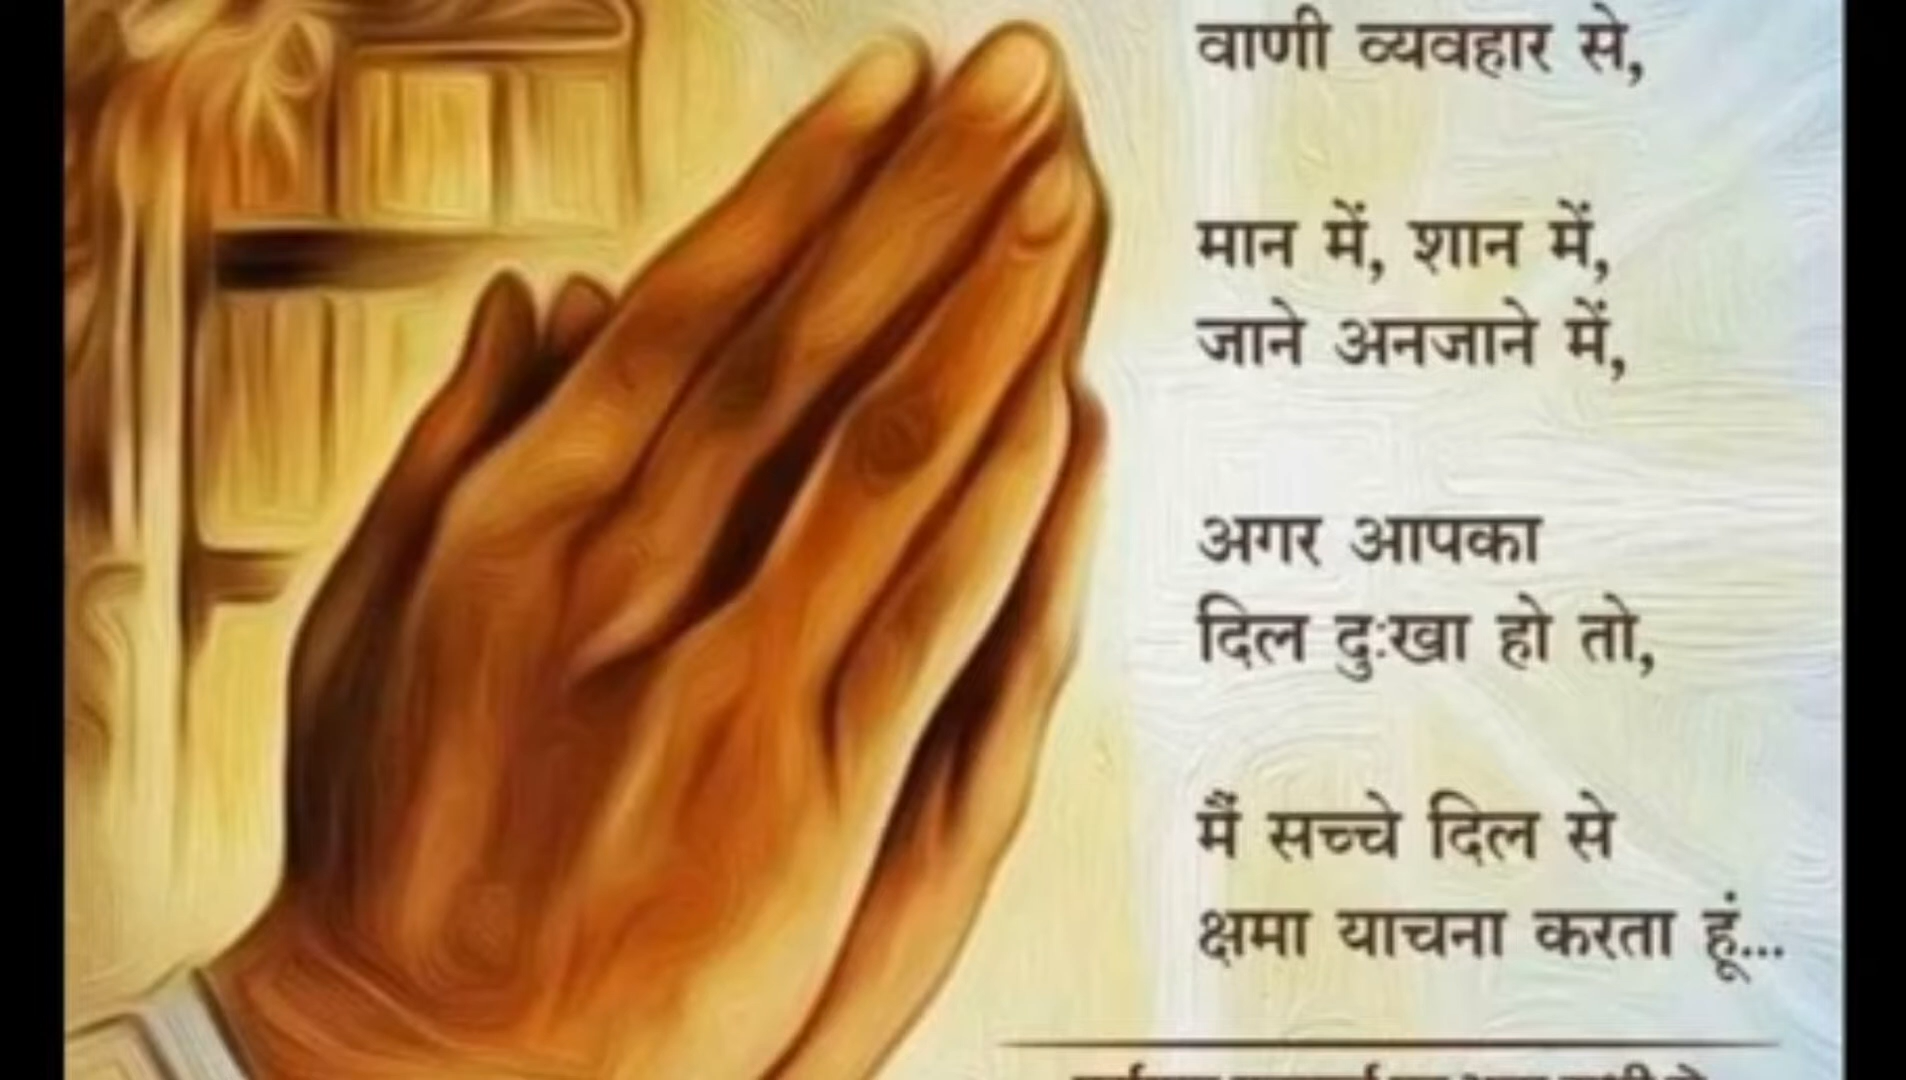 वाणी व्यवहार से,
मान में, शान में,
जाने अनजाने में,
अगर आपका
दिल दुःखा हो तो,
मैं सच्चे दिल से
क्षमा याचना करता हूं...